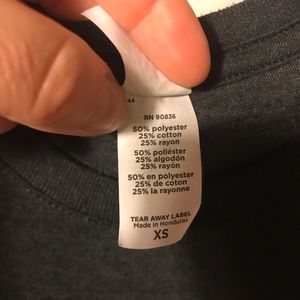 44
RN 90836
50% polyester
25% cotton
25% rayon
50% poliéster
25% algodón
25% rayón
50% en polyester
25% de coton
25% la rayonne
TEAR AWAY LABEL
Made in Honduras
XS